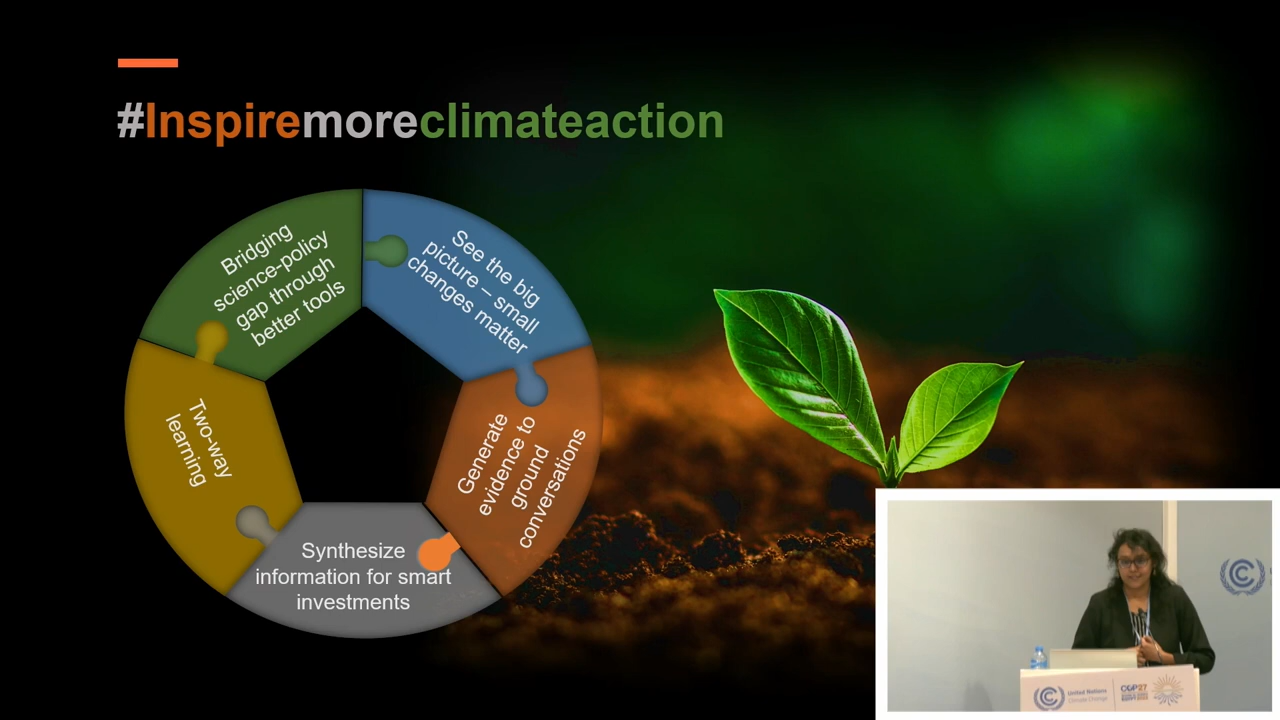 #Inspiremoreclimateaction
Bridging
science-policy
gap through
better tools
See the big
picture – small
changes matter
Generate
evidence to
ground
conversations
Synthesize
information for smart
investments
Two-way
learning
United Nations
Climate Change
COP27